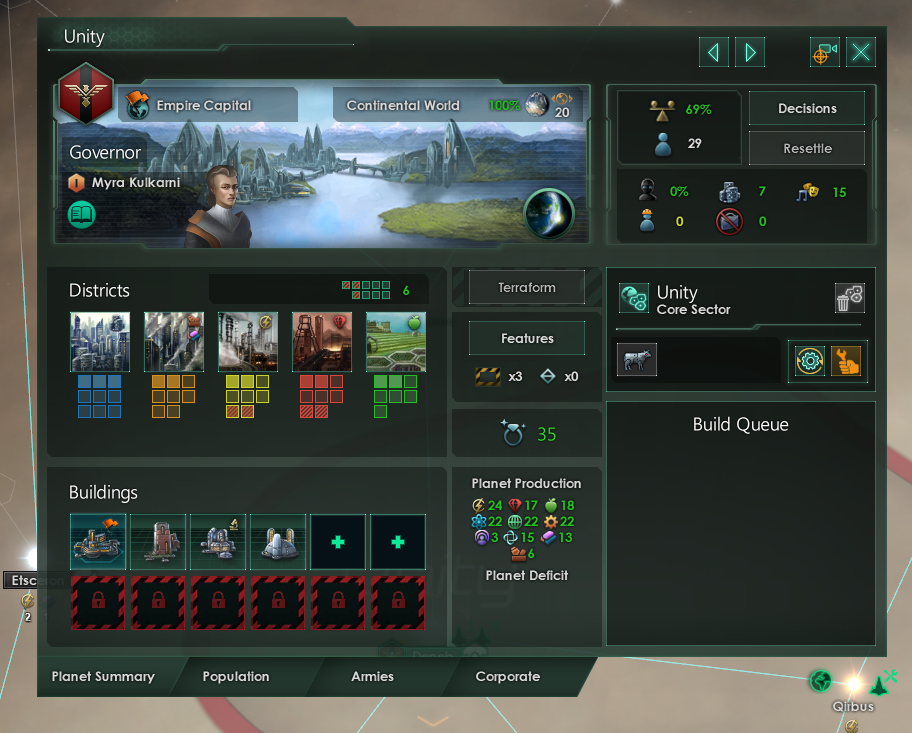 Unity
Empire Capital
Continental World
100%
20
69%
29
Decisions
Resettle
Governor
Myra Kulkarni
0%
7
15
0
0
Districts
6
Terraform
Features
x3
x0
35
Unity
Core Sector
Build Queue
Buildings
Planet Production
24 17 18
22 22 22
3 15 13
6
Planet Deficit
2
Planet Summary
Population
Armies
Corporate
Qirbus